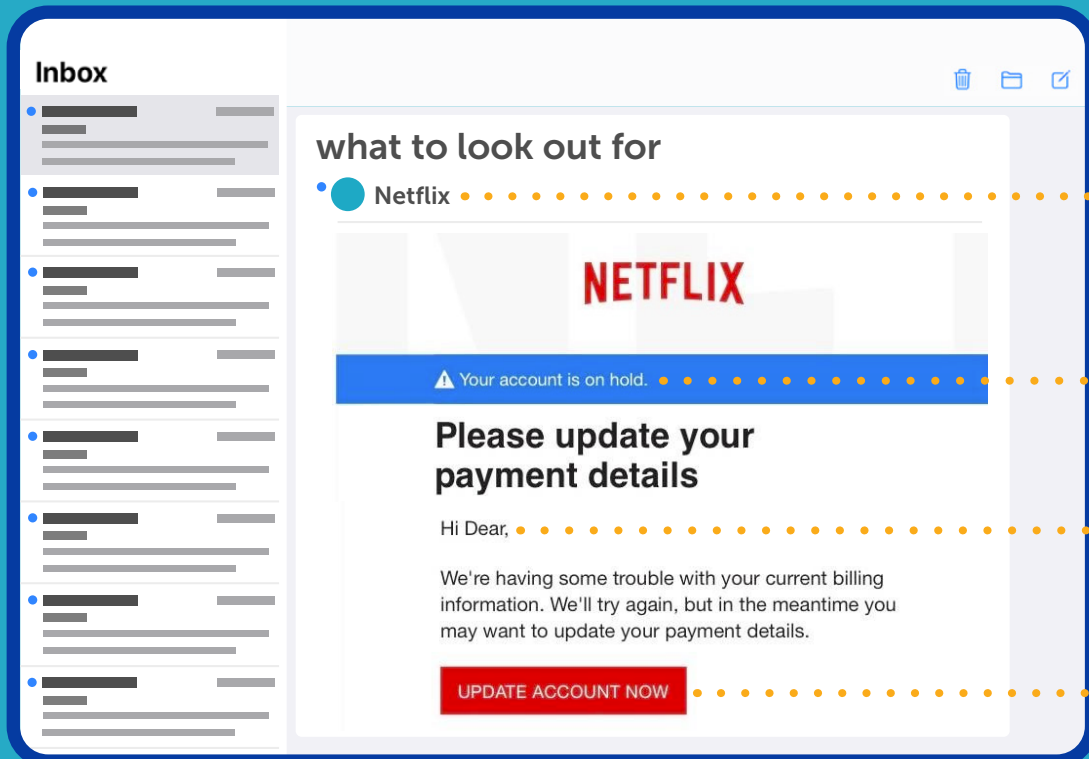 Inbox
what to look out for
Netflix
NETFLIX
Your account is on hold.
Please update your
payment details
Hi Dear,
We're having some trouble with your current billing
information. We'll try again, but in the meantime you
may want to update your payment details.
UPDATE ACCOUNT NOW